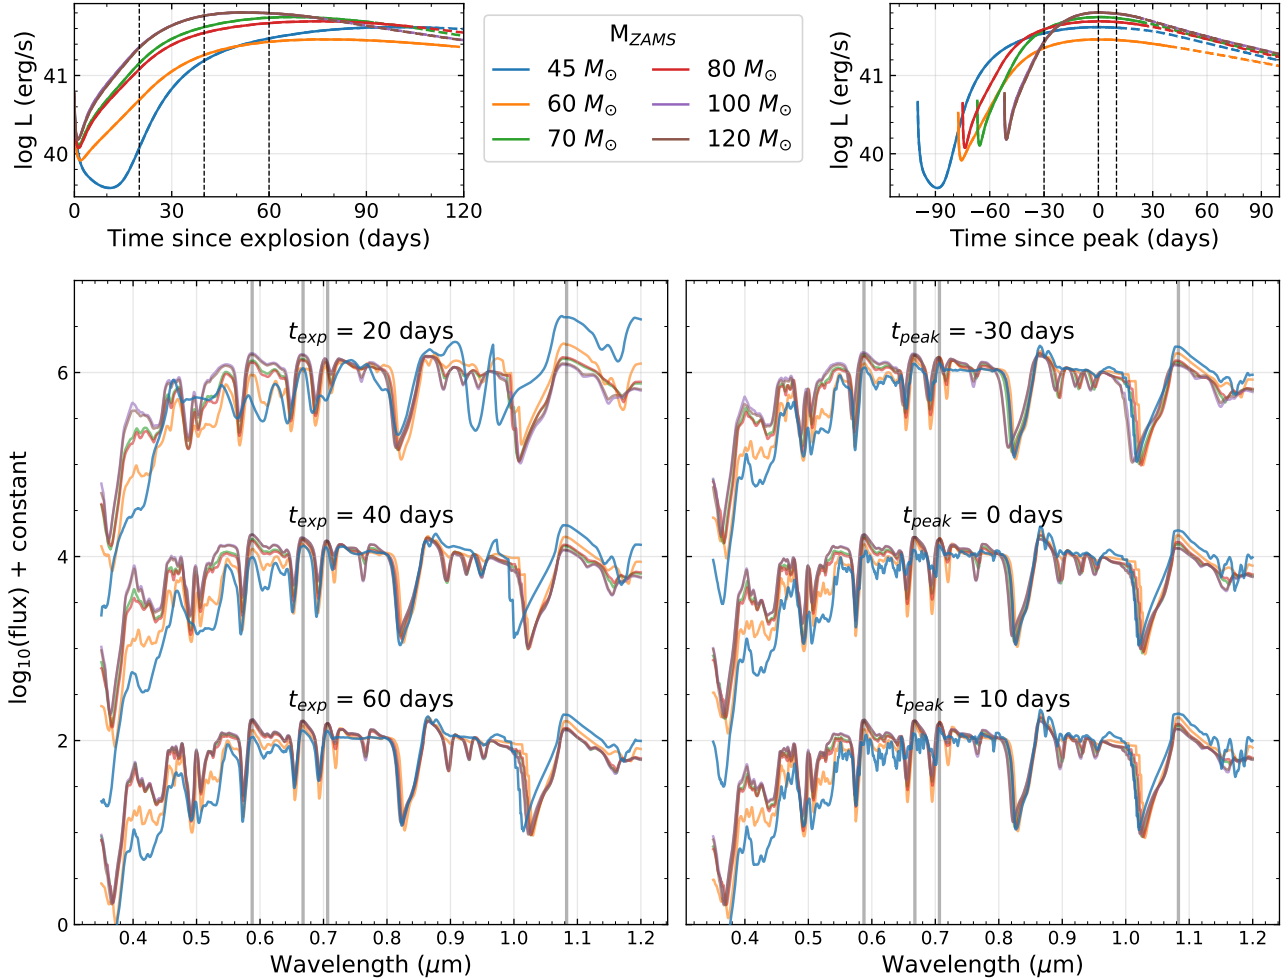 log L (erg/s)
41
40
0 30 60 90 120
Time since explosion (days)
M_ZAMS
45 M⊙ 80 M⊙
60 M⊙ 100 M⊙
70 M⊙ 120 M⊙
log L (erg/s)
41
40
−90 −60 −30 0 30 60 90
Time since peak (days)
log₁₀(flux) + constant
6
4
2
0
t_exp = 20 days
t_exp = 40 days
t_exp = 60 days
0.4 0.5 0.6 0.7 0.8 0.9 1.0 1.1 1.2
Wavelength (μm)
t_peak = -30 days
t_peak = 0 days
t_peak = 10 days
0.4 0.5 0.6 0.7 0.8 0.9 1.0 1.1 1.2
Wavelength (μm)